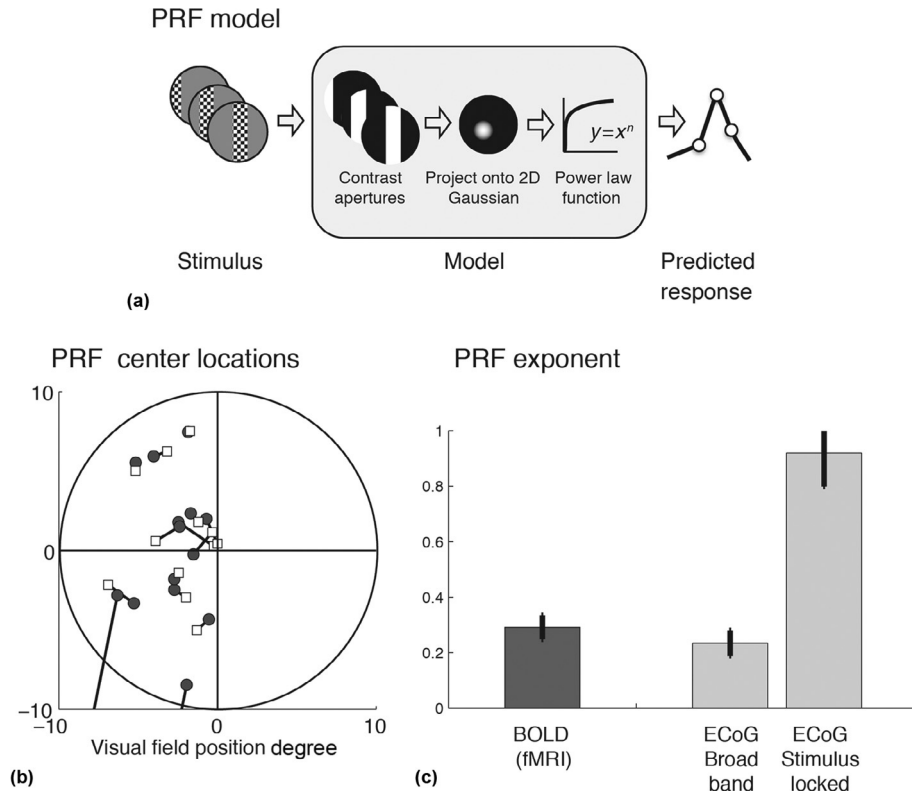 PRF model
y=xⁿ
Contrast
apertures
Project onto 2D
Gaussian
Power law
function
Stimulus
Model
Predicted
response
(a)
PRF center locations
10
0
−10
−10
0
10
Visual field position degree
(b)
PRF exponent
1
0.8
0.6
0.4
0.2
0
BOLD
(fMRI)
ECoG
Broad
band
ECoG
Stimulus
locked
(c)